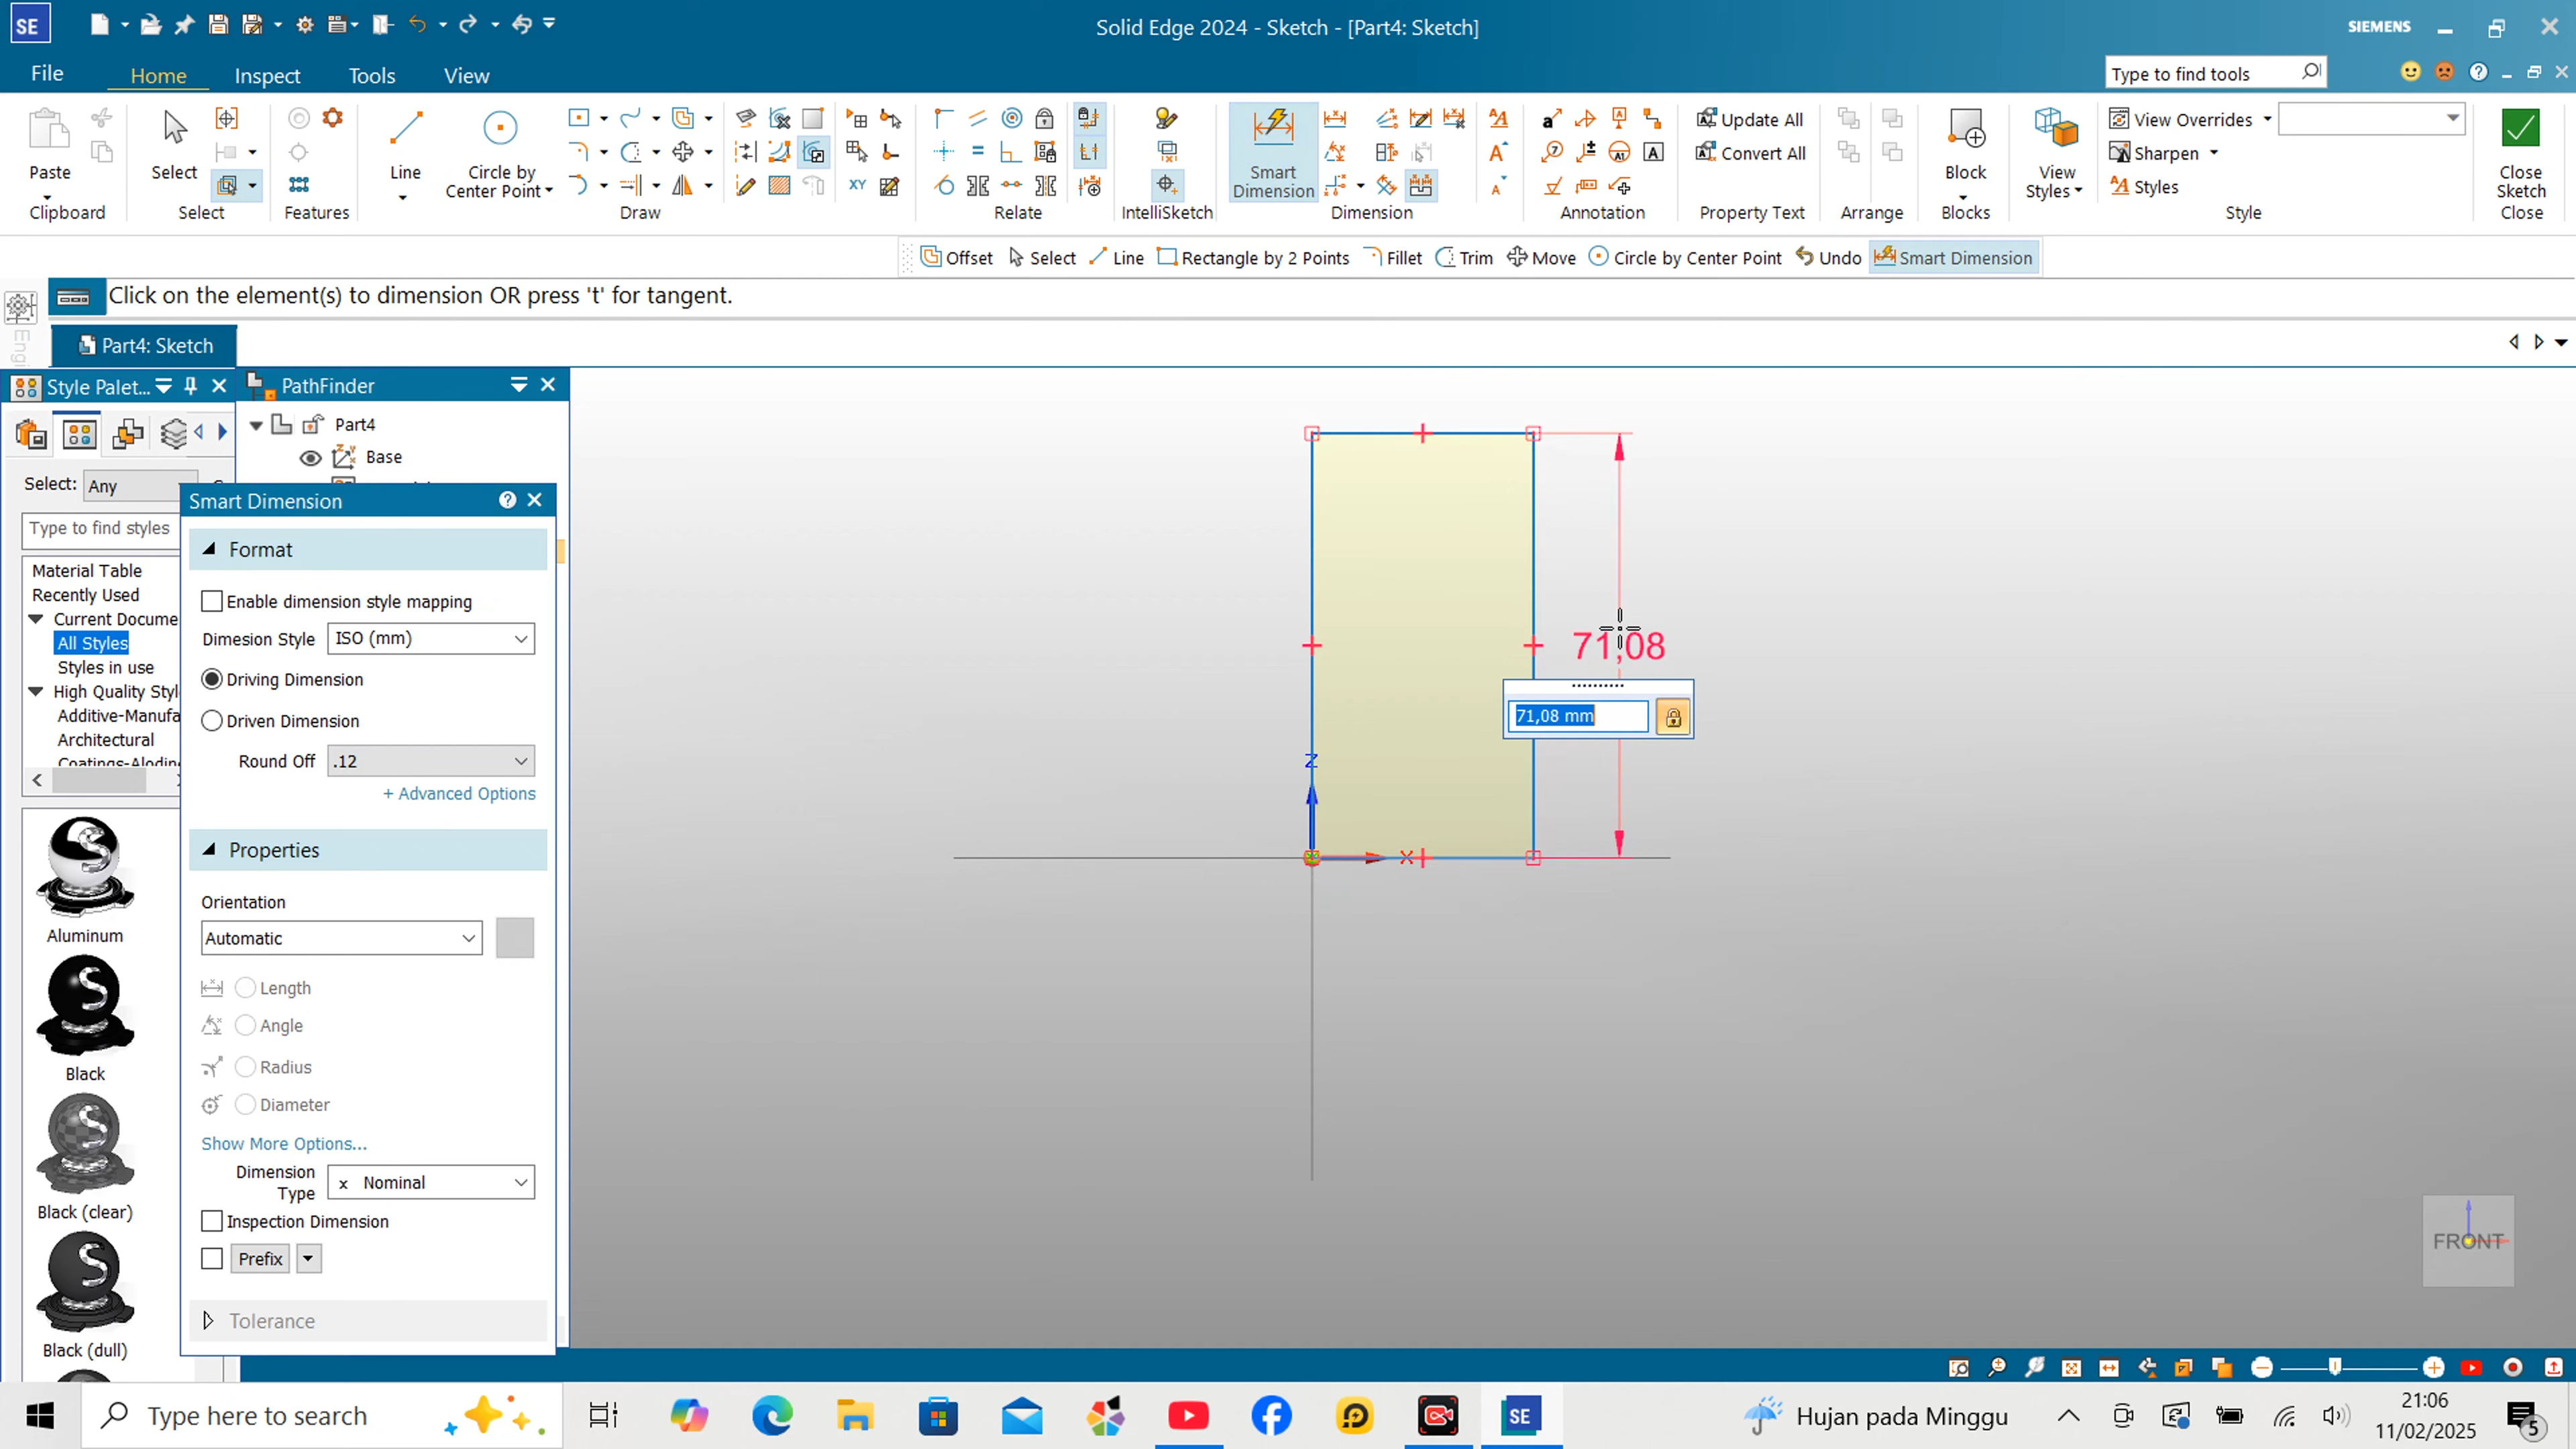 SE
Solid Edge 2024 - Sketch - [Part4: Sketch]
SIEMENS
File
Home
Inspect
Tools
View
Type to find tools
Paste
Clipboard
Select
Select
Features
Line
Circle by
Center Point
Draw
XY
Relate
IntelliSketch
Smart
Dimension
Dimension
Annotation
Update All
Convert All
Property Text
Arrange
Block
Blocks
View
Styles
View Overrides
Sharpen
Styles
Style
Close
Sketch
Close
Offset
Select
Line
Rectangle by 2 Points
Fillet
Trim
Move
Circle by Center Point
Undo
Smart Dimension
Click on the element(s) to dimension OR press 't' for tangent.
Part4: Sketch
Style Palet...
PathFinder
Part4
Base
Select:
Any
Type to find styles
Material Table
Recently Used
Current Docume
All Styles
Styles in use
High Quality Styl
Additive-Manufa
Architectural
Coatings-Alodin
Aluminum
Black
Black (clear)
Black (dull)
Smart Dimension
Format
Enable dimension style mapping
Dimesion Style
ISO (mm)
Driving Dimension
Driven Dimension
Round Off
.12
+ Advanced Options
Properties
Orientation
Automatic
Length
Angle
Radius
Diameter
Show More Options...
Dimension
Type
x Nominal
Inspection Dimension
Prefix
Tolerance
71,08
71,08 mm
Z
X
FRONT
Type here to search
SE
Hujan pada Minggu
21:06
11/02/2025
5